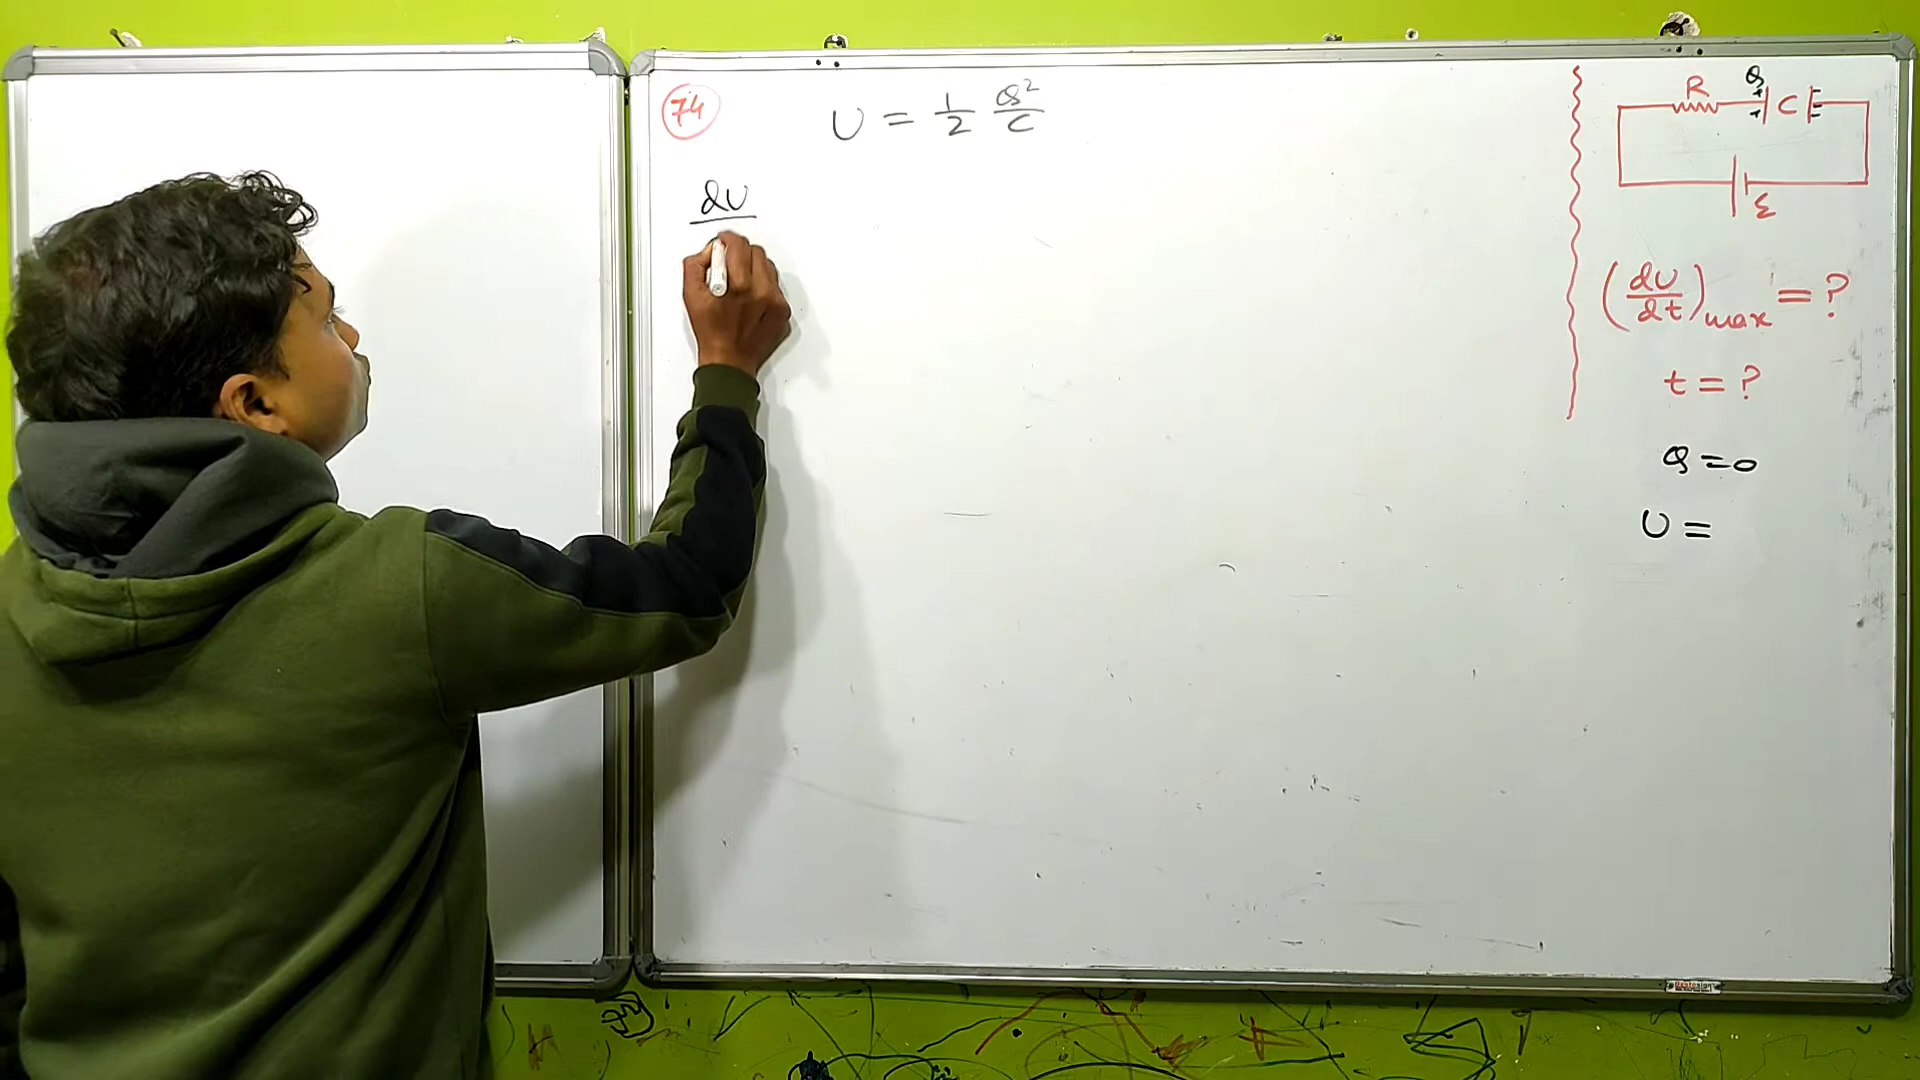 74
U = 1/2 Q²/C
dU
R Q C
ε
(dU/dt)max = ?
t = ?
Q = 0
U =